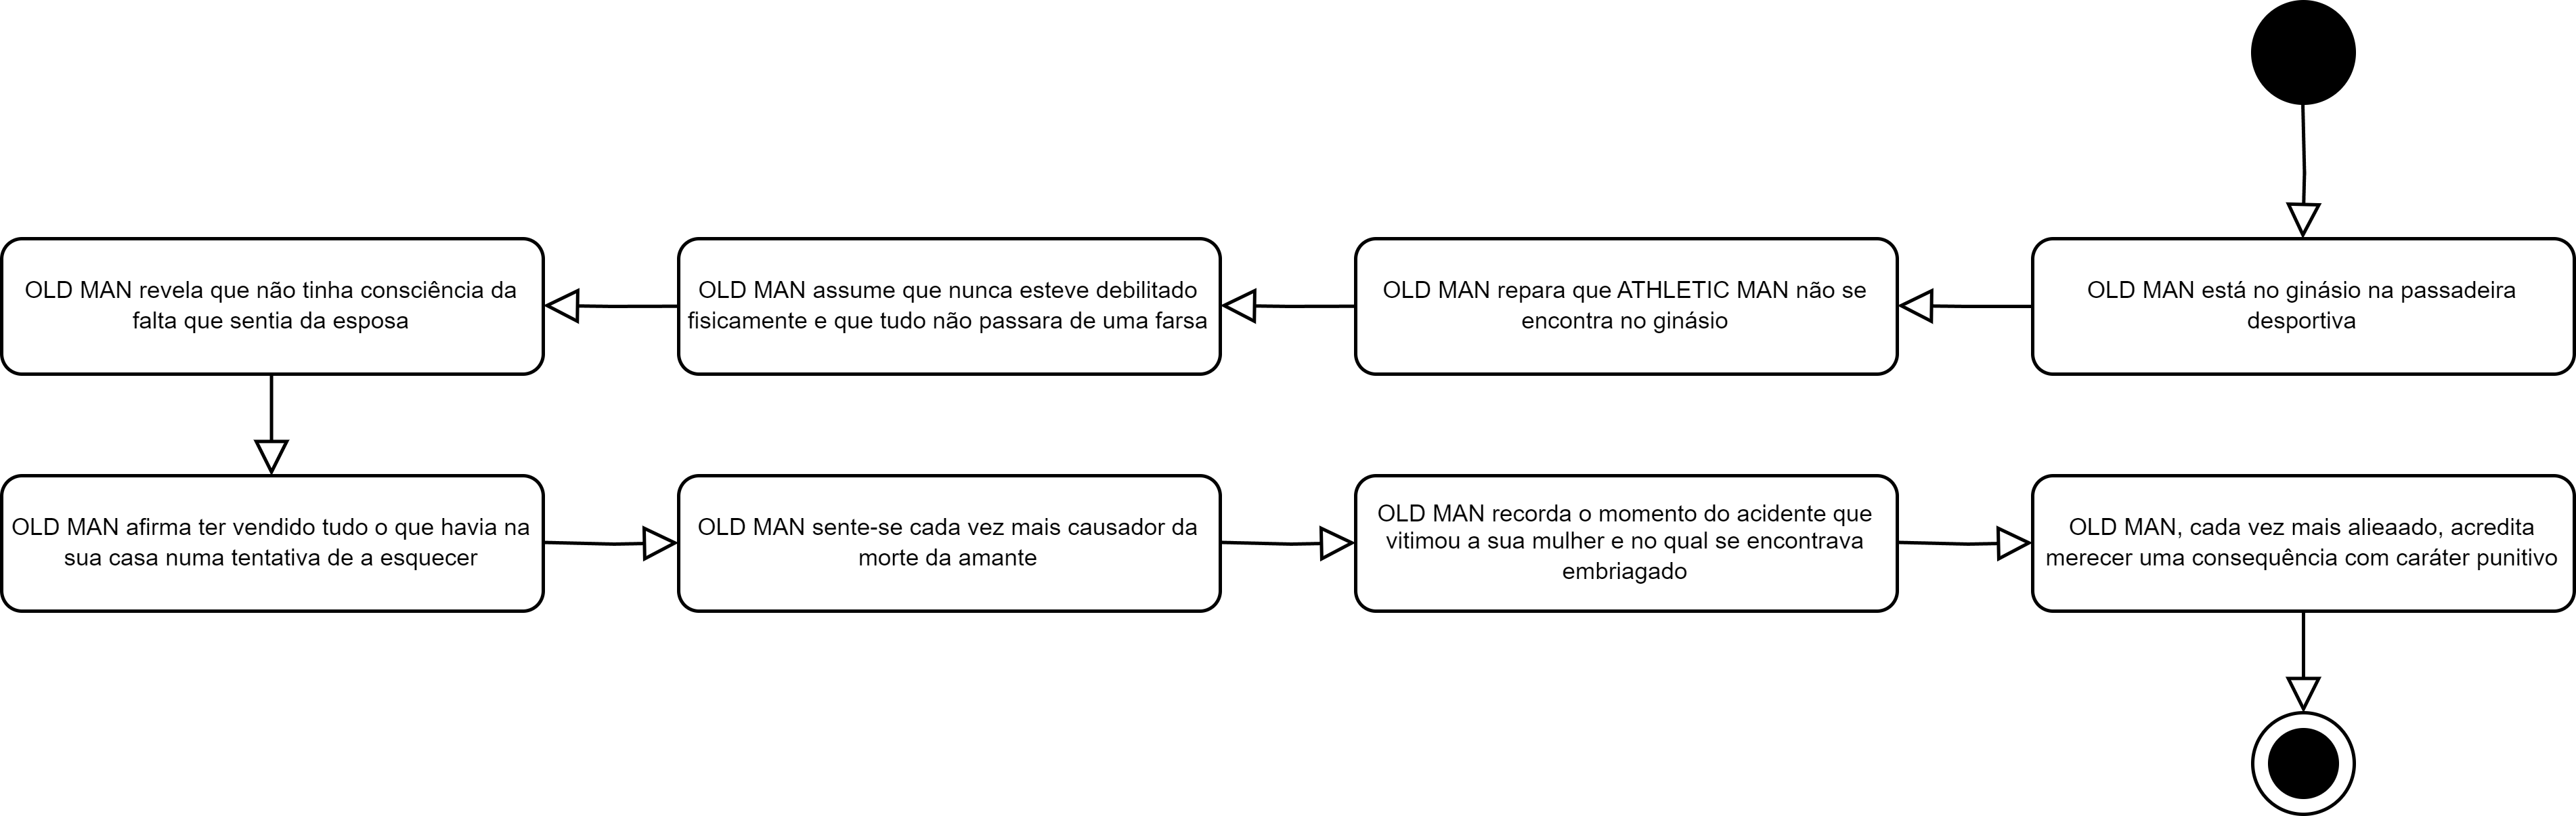 OLD MAN revela que não tinha consciência da
falta que sentia da esposa
OLD MAN assume que nunca esteve debilitado
fisicamente e que tudo não passara de uma farsa
OLD MAN repara que ATHLETIC MAN não se
encontra no ginásio
OLD MAN está no ginásio na passadeira
desportiva
OLD MAN afirma ter vendido tudo o que havia na
sua casa numa tentativa de a esquecer
OLD MAN sente-se cada vez mais causador da
morte da amante
OLD MAN recorda o momento do acidente que
vitimou a sua mulher e no qual se encontrava
embriagado
OLD MAN, cada vez mais alieaado, acredita
merecer uma consequência com caráter punitivo